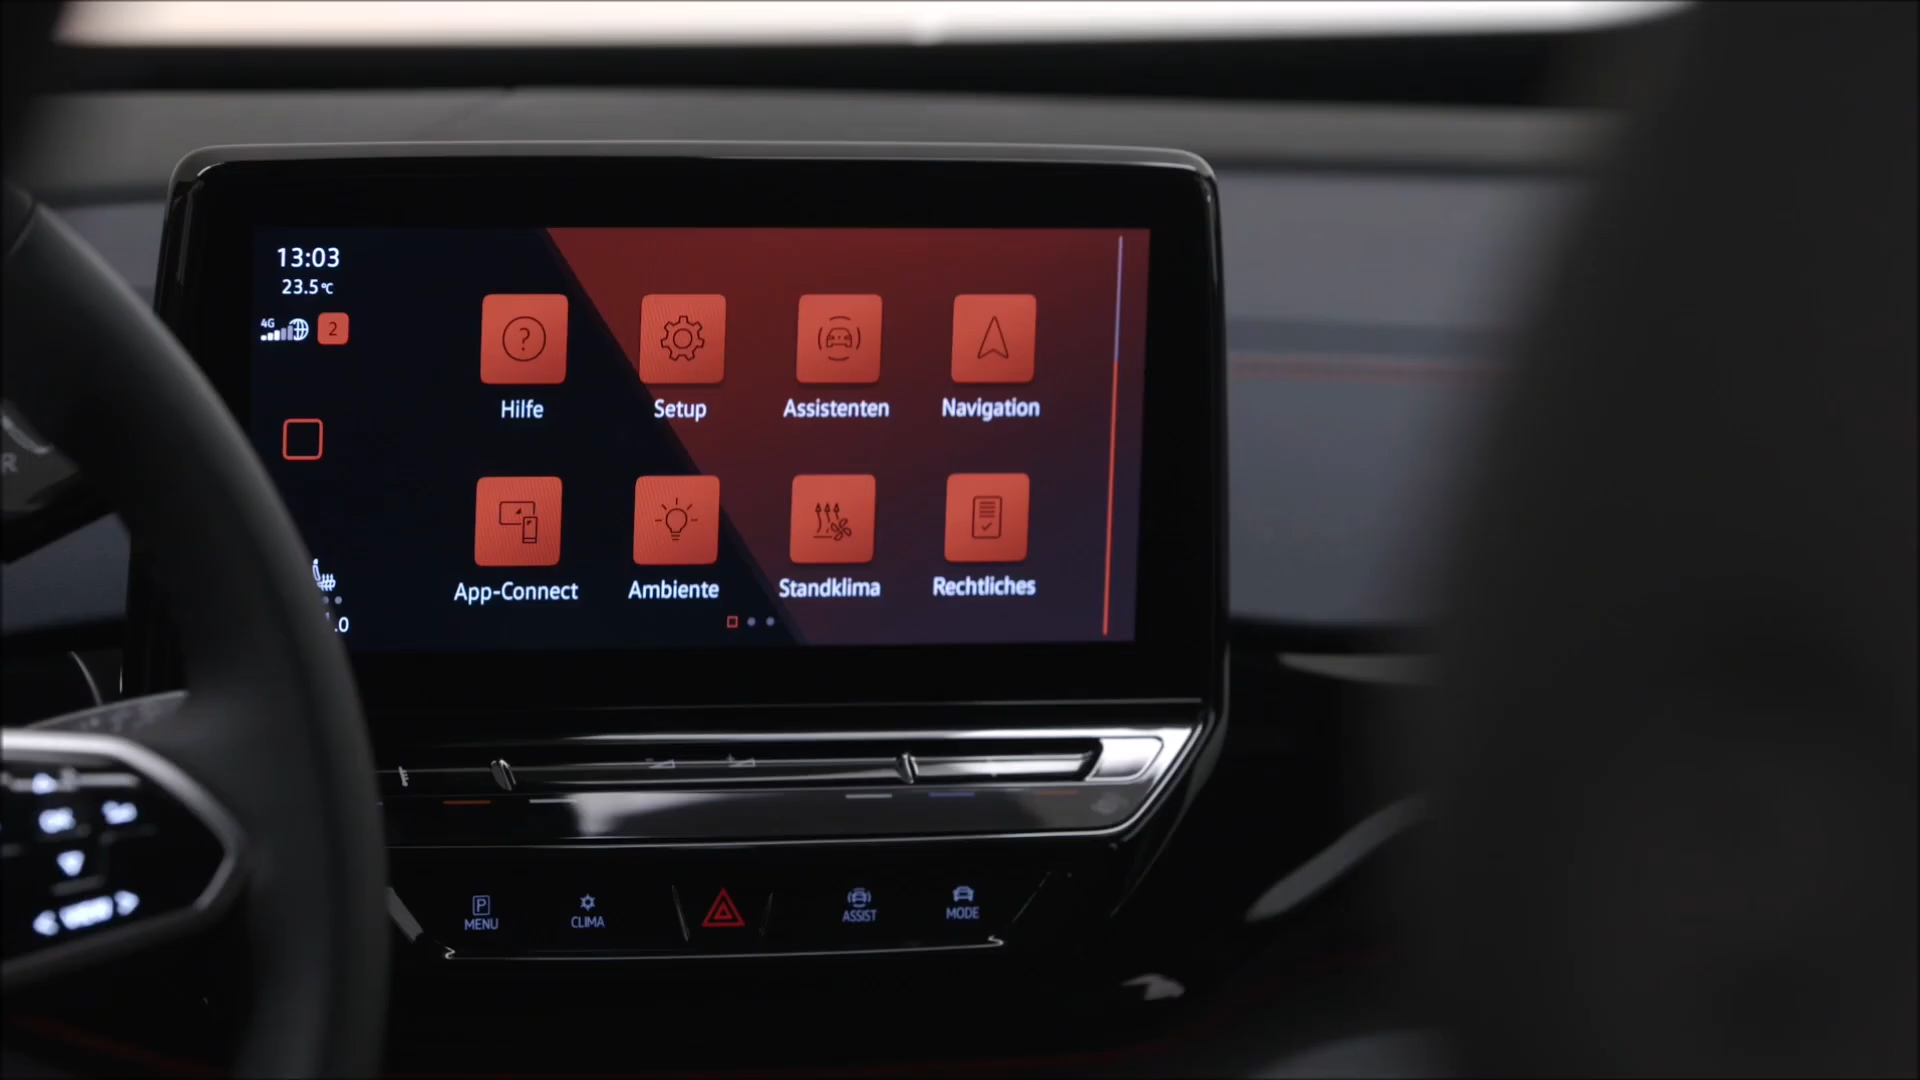 13:03
23.5°C
4G
2
Hilfe
Setup
Assistenten
Navigation
App-Connect
Ambiente
Standklima
Rechtliches
.0
R
P
MENU
CLIMA
ASSIST
MODE